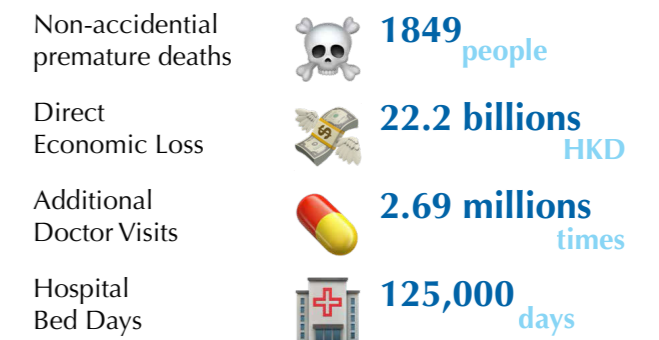 Non-accidential
premature deaths
1849
people
Direct
Economic Loss
22.2 billions
HKD
Additional
Doctor Visits
2.69 millions
times
Hospital
Bed Days
125,000
days